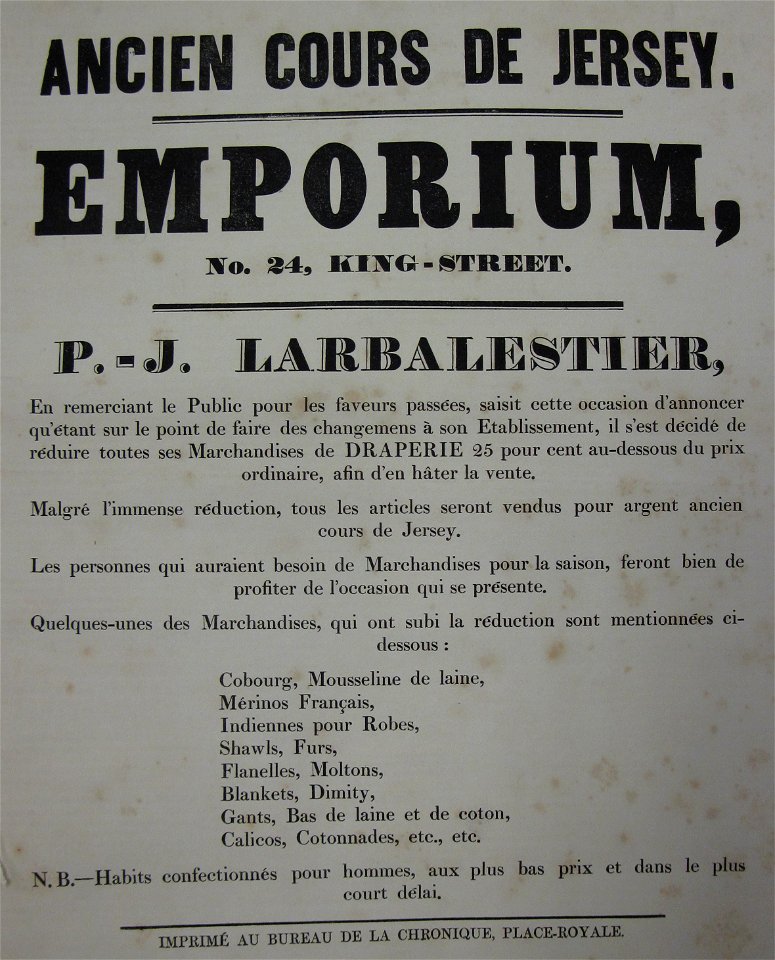 ANCIEN COURS DE JERSEY.
EMPORIUM,
No. 24, KING-STREET.
P.-J. LARBALESTIER,
En remerciant le Public pour les faveurs passées, saisit cette occasion d'annoncer
qu'étant sur le point de faire des changemens à son Etablissement, il s'est décidé de
réduire toutes ses Marchandises de DRAPERIE 25 pour cent au-dessous du prix
ordinaire, afin d'en hâter la vente.
Malgré l'immense réduction, tous les articles seront vendus pour argent ancien
cours de Jersey.
Les personnes qui auraient besoin de Marchandises pour la saison, feront bien de
profiter de l'occasion qui se présente.
Quelques-unes des Marchandises, qui ont subi la réduction sont mentionnées ci-
dessous :
Cobourg, Mousseline de laine,
Mérinos Français,
Indiennes pour Robes,
Shawls, Furs,
Flanelles, Moltons,
Blankets, Dimity,
Gants, Bas de laine et de coton,
Calicos, Cotonnades, etc., etc.
N. B.—Habits confectionnés pour hommes, aux plus bas prix et dans le plus
court délai.
IMPRIMÉ AU BUREAU DE LA CHRONIQUE, PLACE-ROYALE.